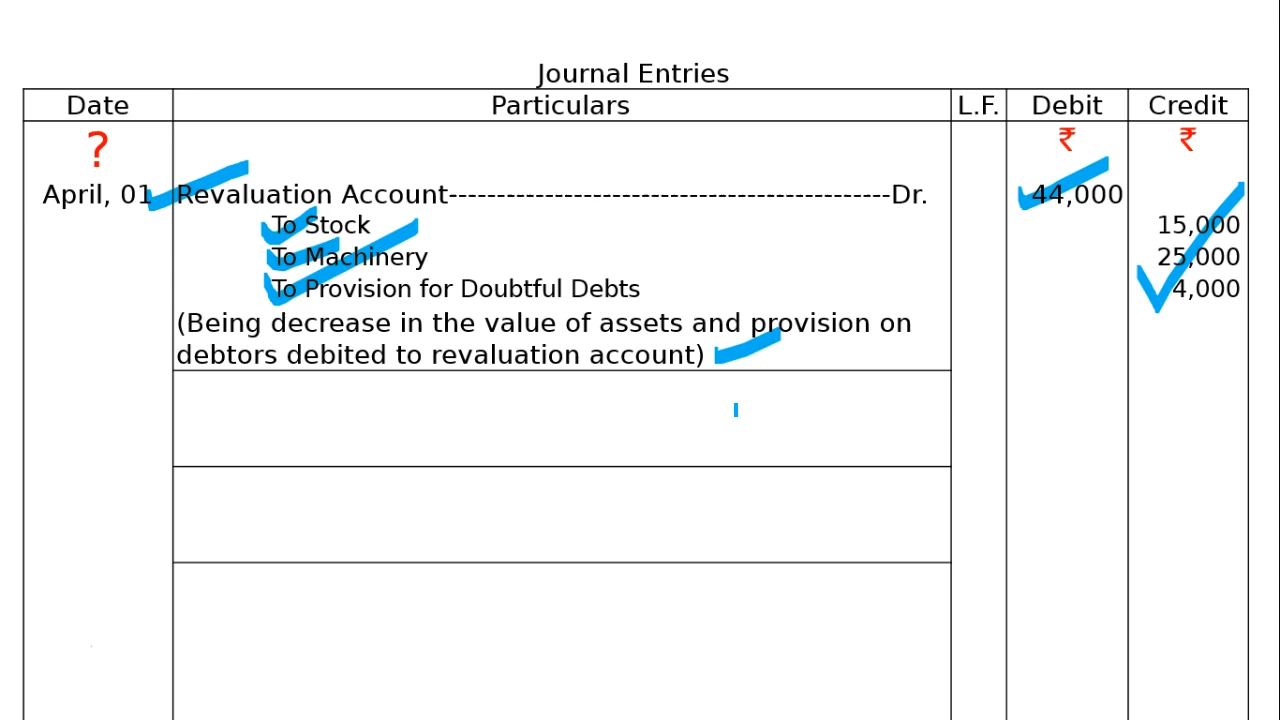 Journal Entries
Date Particulars L.F. Debit Credit
? ₹ ₹
April, 01 Revaluation Account----------------------------------------------Dr. 44,000
To Stock 15,000
To Machinery 25,000
To Provision for Doubtful Debts 4,000
(Being decrease in the value of assets and provision on
debtors debited to revaluation account)